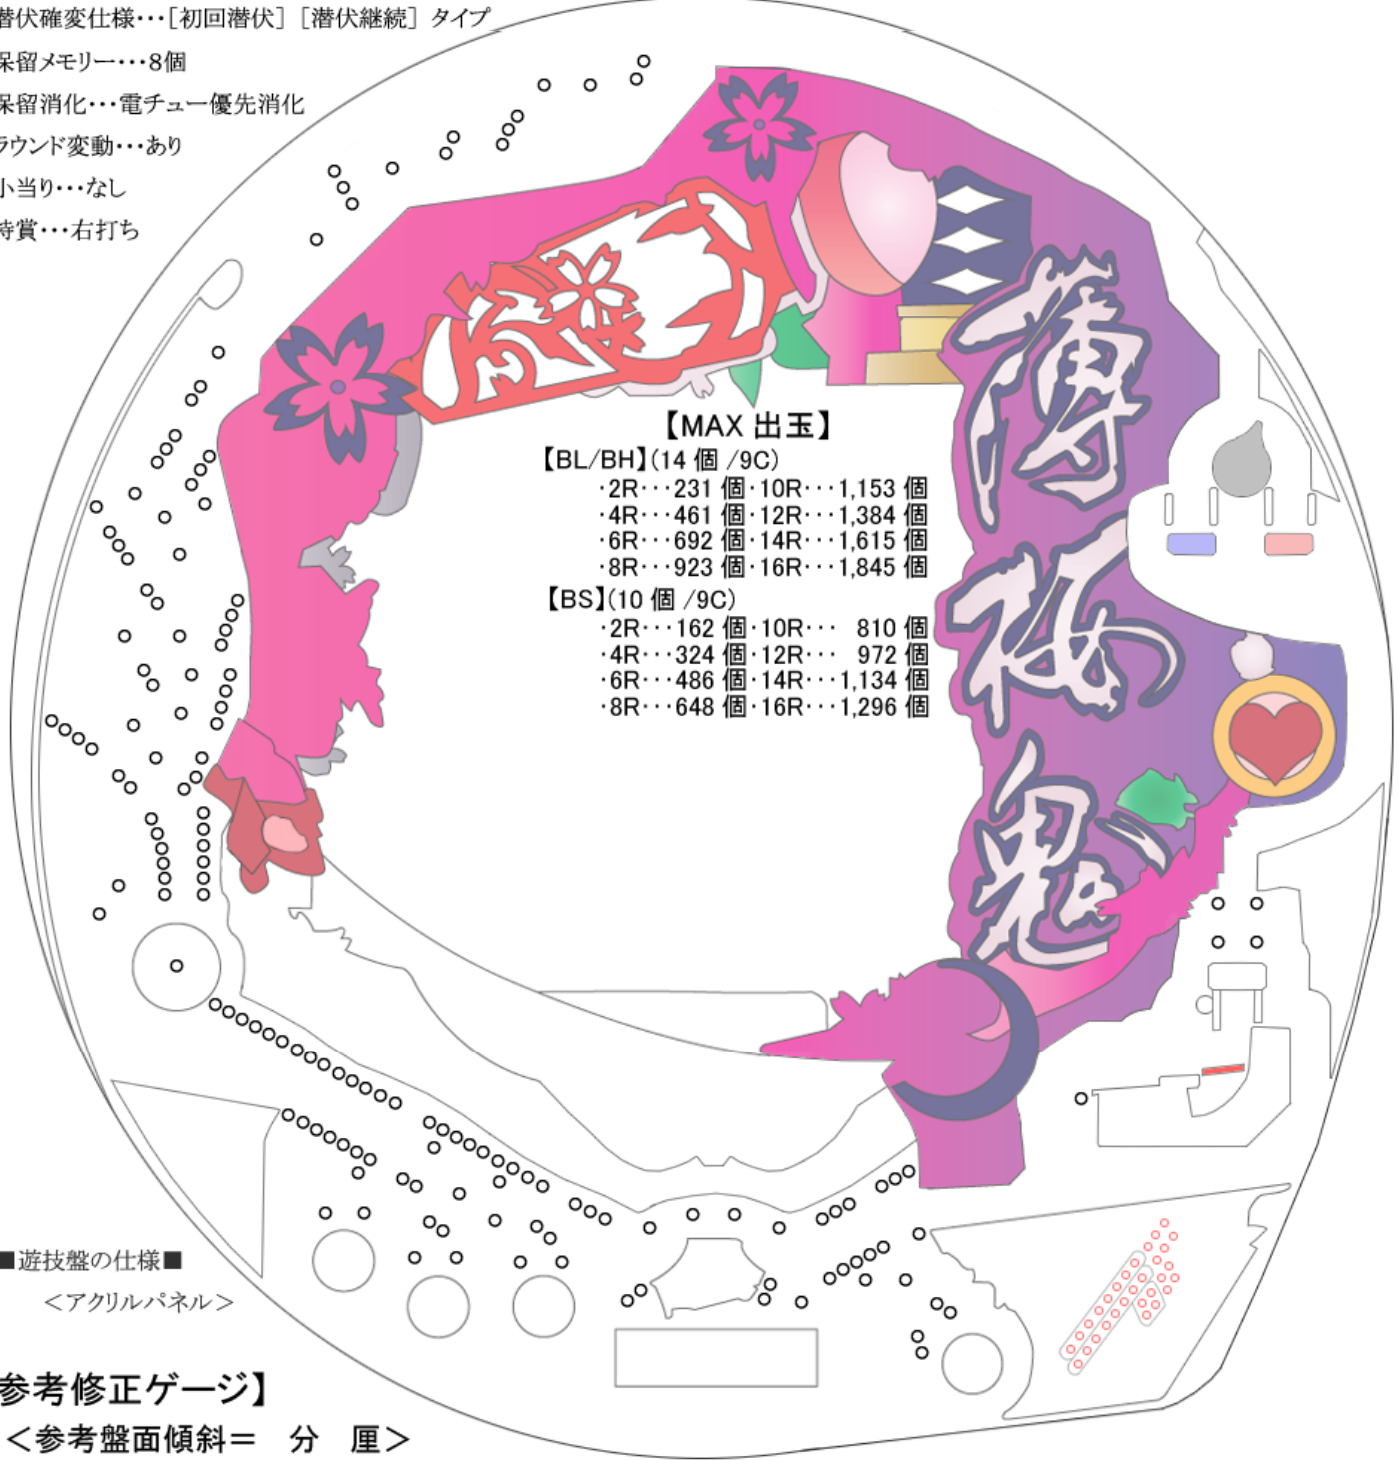 潜伏確変仕様･･･[初回潜伏] [潜伏継続] タイプ
保留メモリー･･･8個
保留消化･･･電チュー優先消化
ラウンド変動･･･あり
小当り･･･なし
特賞･･･右打ち
薄桜鬼
【MAX 出玉】
【BL/BH】(14 個 /9C)
･2R･･･231 個･10R･･･1,153 個
･4R･･･461 個･12R･･･1,384 個
･6R･･･692 個･14R･･･1,615 個
･8R･･･923 個･16R･･･1,845 個
【BS】(10 個 /9C)
･2R･･･162 個･10R･･･ 810 個
･4R･･･324 個･12R･･･ 972 個
･6R･･･486 個･14R･･･1,134 個
･8R･･･648 個･16R･･･1,296 個
■遊技盤の仕様■
＜アクリルパネル＞
参考修正ゲージ】
＜参考盤面傾斜＝ 分 厘＞